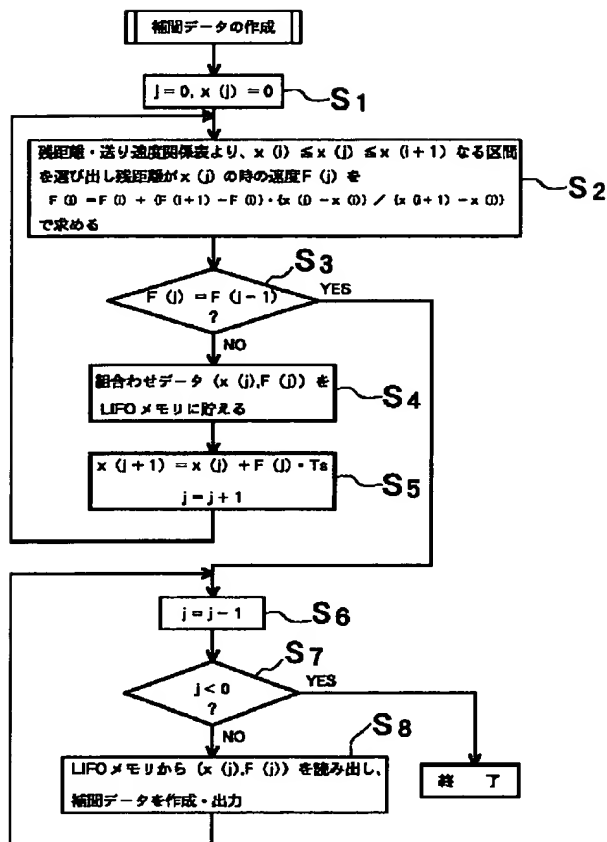 補間データの作成
j=0, x (j) =0
S1
残距離・送り速度関係表より、x (i) ≦x (j) ≦x (i+1) なる区間
を選び出し残距離がx (j) の時の速度F (j) を
F (j) =F (i) + {F (i+1) -F (i)}・{x (j) -x (i)} / {x (i+1) -x (i)}
で求める
S2
S3
F (j) =F (j-1)
?
YES
NO
組合わせデータ (x (j),F (j)) を
LIFOメモリに貯える
S4
x (j+1) =x (j) +F (j)・Ts
j=j+1
S5
j=j-1
S6
S7
j<0
?
YES
NO
S8
LIFOメモリから (x (j),F (j)) を読み出し、
補間データを作成・出力
終 了